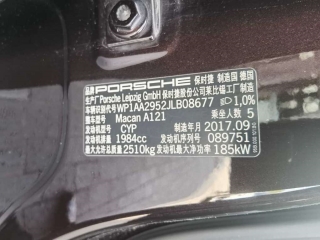 品牌 PORSCHE 保时捷 制造国 德国
生产厂 Porsche Leipzig GmbH 保时捷股份公司莱比锡工厂制造
车辆识别代号 WP1AA2952JLB08677 1,0%
整车型号 Macan A121 乘坐人数 5
发动机型号 CYP 制造年月 2017.09
发动机排量 1984cc 发动机序列号 089751
最大允许总质量 2510kg 发动机最大净功率 185kW